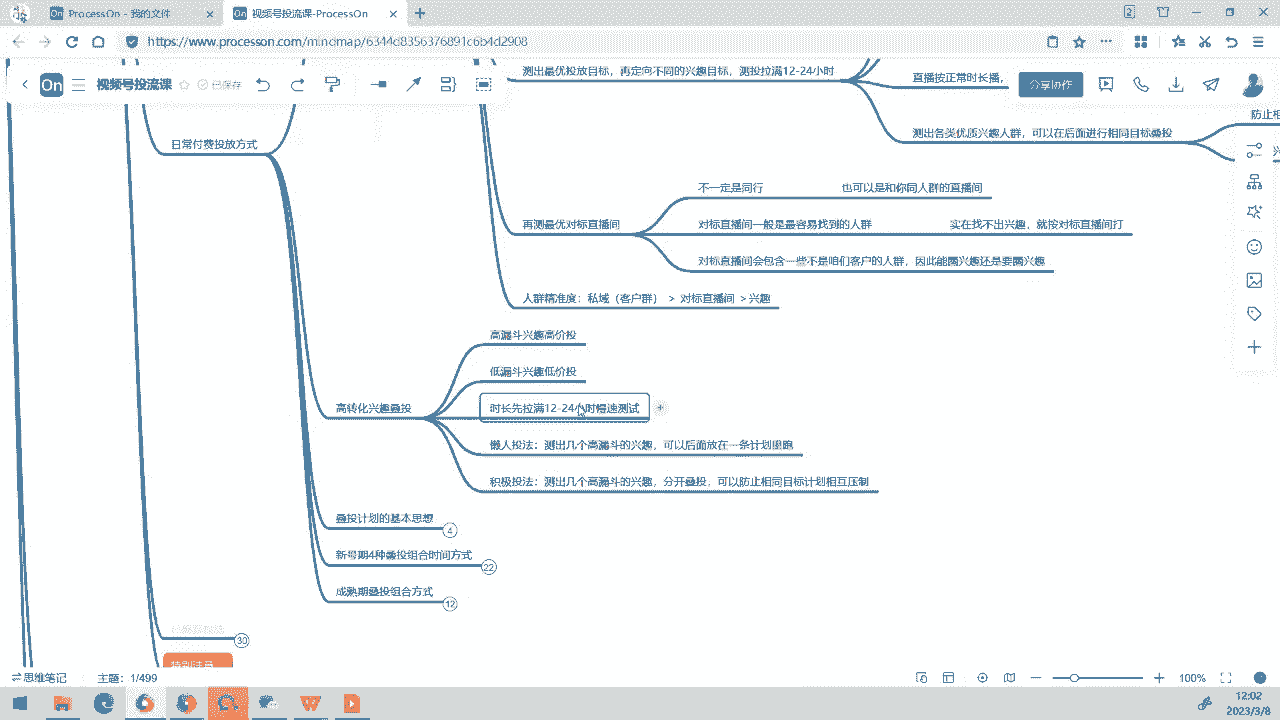 ProcessOn - 我的文件
视频号投流课-ProcessOn
https://www.processon.com/mindmap/6344d8356376891c6b4d2908
On 视频号投流课 已保存
分享协作
测出最优投放目标，再定向不同的兴趣目标，测投拉满12-24小时
直播按正常时长播，
防止相
测出各类优质兴趣人群，可以在后面进行相同目标叠投
日常付费投放方式
不一定是同行 也可以是和你同人群的直播间
再测最优对标直播间
对标直播间一般是最容易找到的人群 实在找不出兴趣，就按对标直播间打
对标直播间会包含一些不是咱们客户的人群，因此能圈兴趣还是要圈兴趣
人群精准度：私域（客户群） > 对标直播间 > 兴趣
高漏斗兴趣高价投
低漏斗兴趣低价投
高转化兴趣叠投
时长先拉满12-24小时慢速测试
懒人投法：测出几个高漏斗的兴趣，可以后面放在一条计划照跑
积极投法：测出几个高漏斗的兴趣，分开叠投，可以防止相同目标计划相互压制
叠投计划的基本思想 4
新号期4种叠投组合时间方式 22
成熟期叠投组合方式 12
30
特别注意
思维笔记 主题：1/499
100%
12:02
2023/3/8